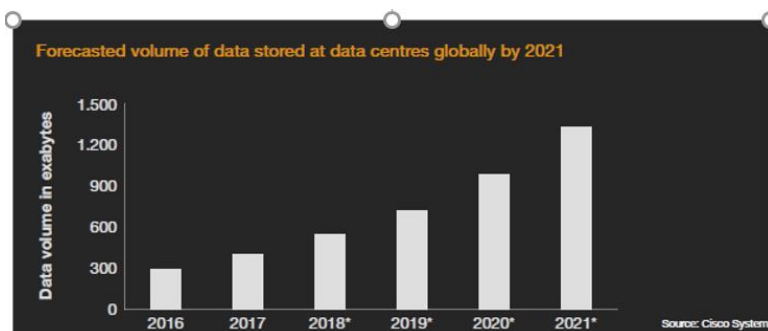 Forecasted volume of data stored at data centres globally by 2021
Data volume in exabytes
1.500
1.200
900
600
300
0
2016 2017 2018* 2019* 2020* 2021*
Source: Cisco System